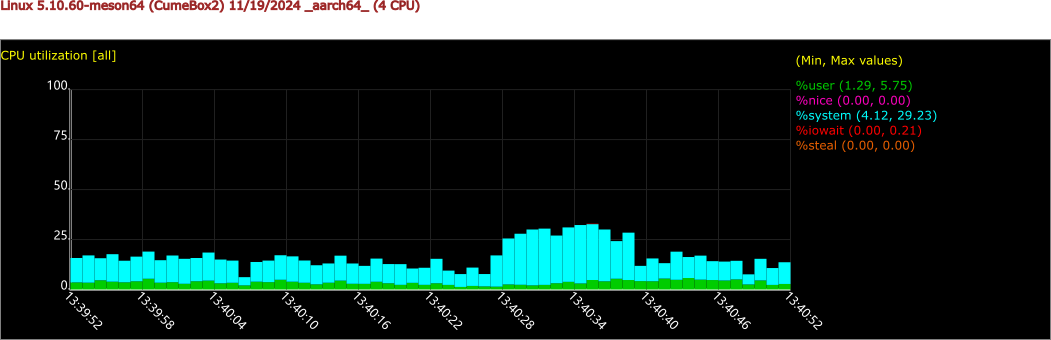 Linux 5.10.60-meson64 (CumeBox2) 11/19/2024 _aarch64_ (4 CPU)
CPU utilization [all]
(Min, Max values)
%user (1.29, 5.75)
%nice (0.00, 0.00)
%system (4.12, 29.23)
%iowait (0.00, 0.21)
%steal (0.00, 0.00)
100
75
50
25
0
13:39:52
13:39:58
13:40:04
13:40:10
13:40:16
13:40:22
13:40:28
13:40:34
13:40:40
13:40:46
13:40:52